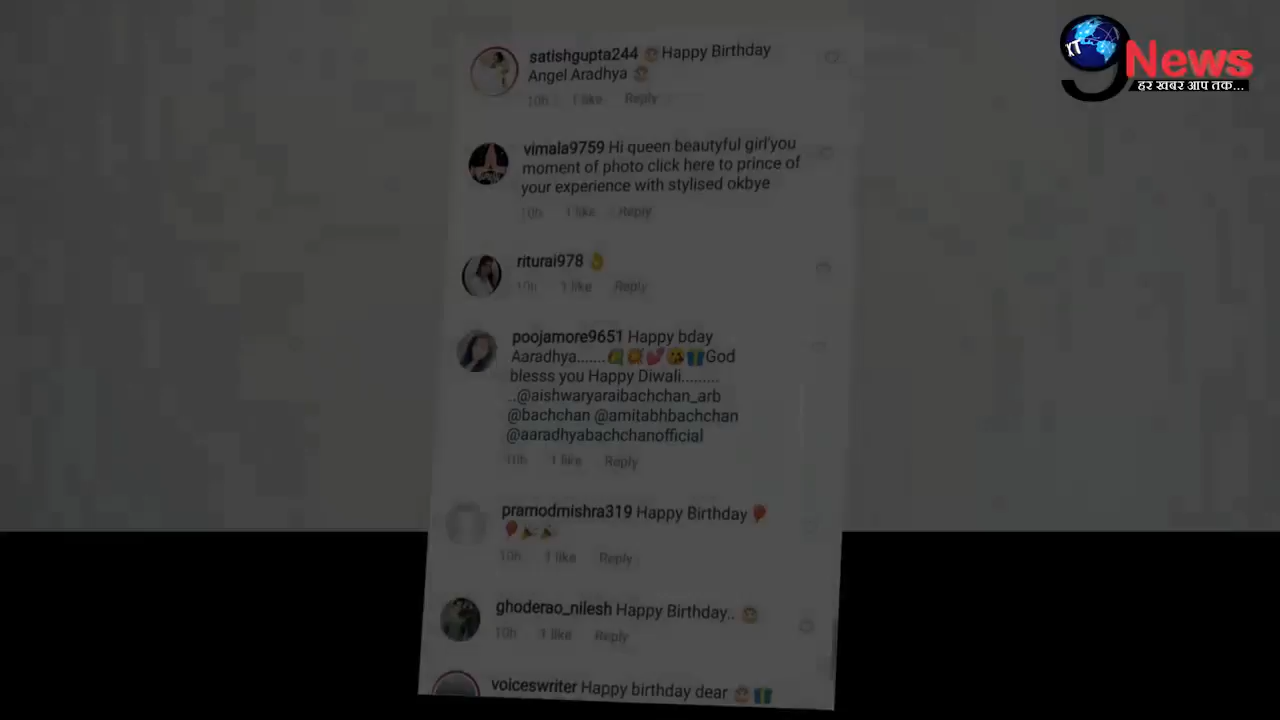 satishgupta244 😇Happy Birthday
Angel Aradhya 😇
10h 1 like Reply
vimala9759 Hi queen beautyful girl'you
moment of photo click here to prince of
your experience with stylised okbye
10h 1 like Reply
riturai978 👌
10h 1 like Reply
poojamore9651 Happy bday
Aaradhya.......💐💥💕😘🎁God
blesss you Happy Diwali.........
..@aishwaryaraibachchan_arb
@bachchan @amitabhbachchan
@aaradhyabachchanofficial
10h 1 like Reply
pramodmishra319 Happy Birthday🎈
🎈🎉🎉
10h 1 like Reply
ghoderao_nilesh Happy Birthday.. 😇
10h 1 like Reply
voiceswriter Happy birthday dear 😇🎁
XT 9 News
हर खबर आप तक...